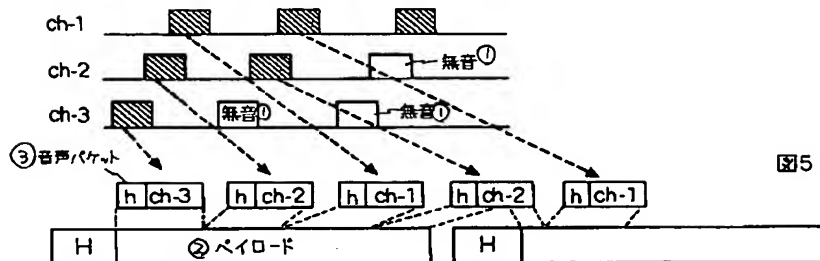 ch-1
無音①
ch-2
無音①
無音①
ch-3
③音声パケット
図5
h ch-3
h ch-2
h ch-1
h ch-2
h ch-1
H
②ペイロード
H